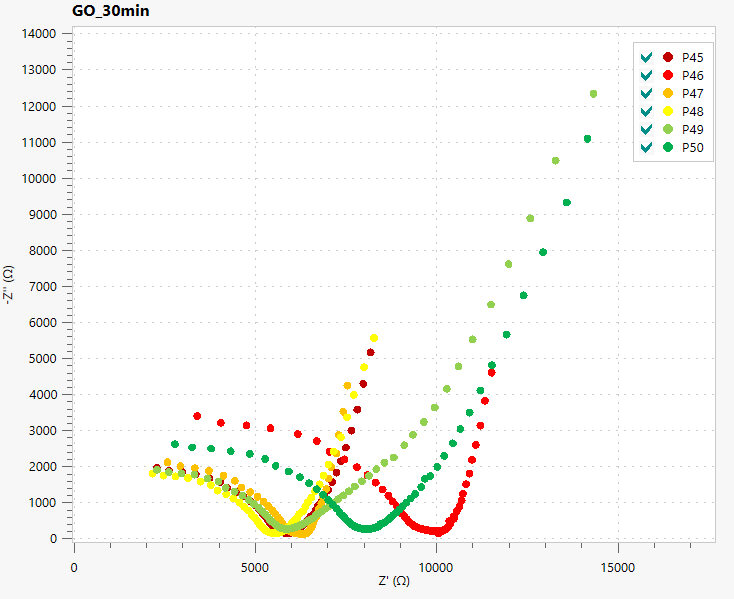 GO_30min
14000
13000
12000
11000
10000
9000
8000
7000
6000
5000
4000
3000
2000
1000
0
-Z'' (Ω)
P45
P46
P47
P48
P49
P50
0 5000 10000 15000
Z' (Ω)